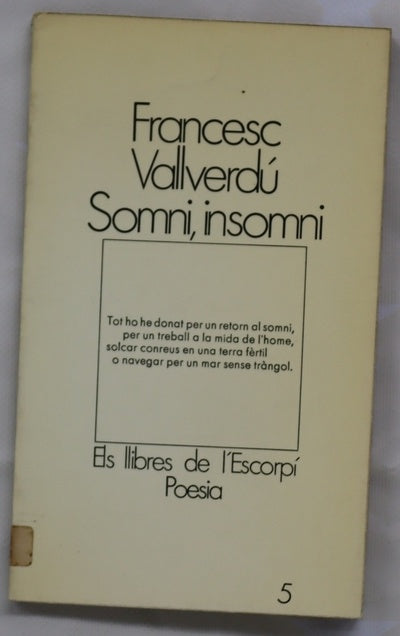 Francesc
Vallverdú
Somni, insomni
Tot ho he donat per un retorn al somni,
per un treball a la mida de l'home,
solcar conreus en una terra fèrtil
o navegar per un mar sense tràngol.
Els llibres de l'Escorpí
Poesia
5